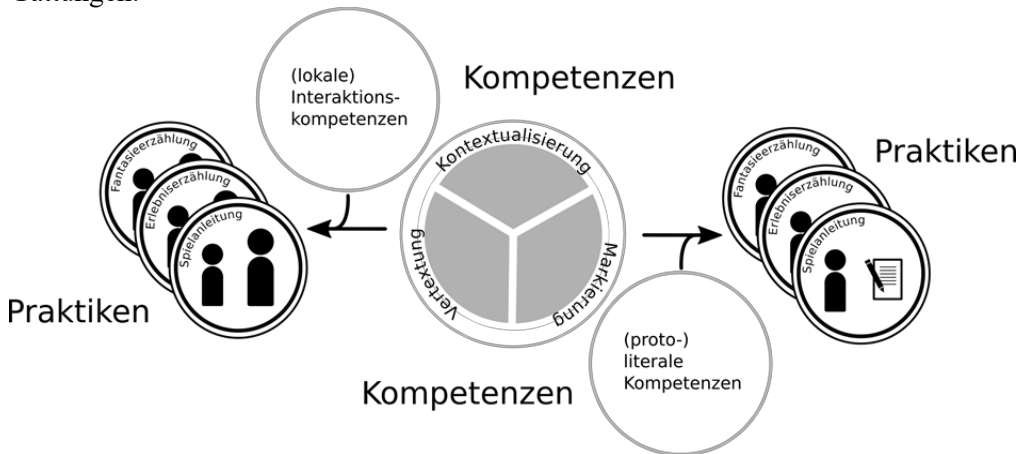 Gattungen.
(lokale)
Interaktions-
kompetenzen
Kompetenzen
Kontextualisierung
Vertextung
Markierung
Fantasieerzählung
Erlebniserzählung
Spielanleitung
Praktiken
Fantasieerzählung
Erlebniserzählung
Spielanleitung
Praktiken
(proto-)
literale
Kompetenzen
Kompetenzen